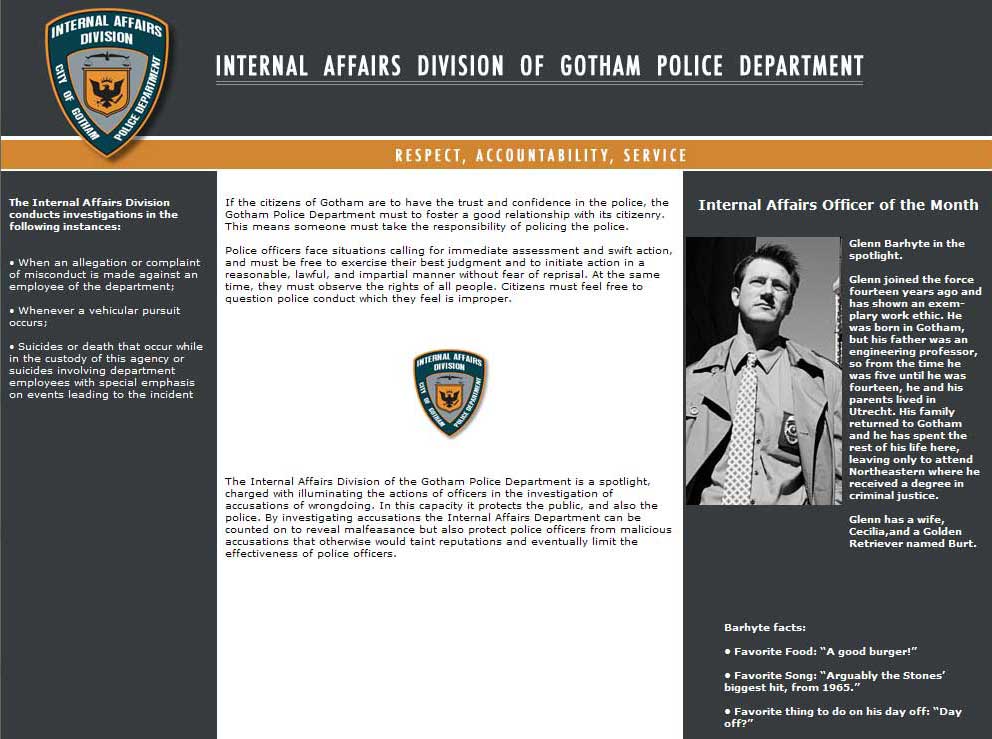 INTERNAL AFFAIRS
DIVISION
CITY OF GOTHAM
POLICE DEPARTMENT
INTERNAL AFFAIRS DIVISION OF GOTHAM POLICE DEPARTMENT
RESPECT, ACCOUNTABILITY, SERVICE
The Internal Affairs Division
conducts investigations in the
following instances:
• When an allegation or complaint
of misconduct is made against an
employee of the department;
• Whenever a vehicular pursuit
occurs;
• Suicides or death that occur while
in the custody of this agency or
suicides involving department
employees with special emphasis
on events leading to the incident
If the citizens of Gotham are to have the trust and confidence in the police, the
Gotham Police Department must to foster a good relationship with its citizenry.
This means someone must take the responsibility of policing the police.
Police officers face situations calling for immediate assessment and swift action,
and must be free to exercise their best judgment and to initiate action in a
reasonable, lawful, and impartial manner without fear of reprisal. At the same
time, they must observe the rights of all people. Citizens must feel free to
question police conduct which they feel is improper.
INTERNAL AFFAIRS
DIVISION
CITY OF GOTHAM
POLICE DEPARTMENT
The Internal Affairs Division of the Gotham Police Department is a spotlight,
charged with illuminating the actions of officers in the investigation of
accusations of wrongdoing. In this capacity it protects the public, and also the
police. By investigating accusations the Internal Affairs Department can be
counted on to reveal malfeasance but also protect police officers from malicious
accusations that otherwise would taint reputations and eventually limit the
effectiveness of police officers.
Internal Affairs Officer of the Month
Glenn Barhyte in the
spotlight.
Glenn joined the force
fourteen years ago and
has shown an exem-
plary work ethic. He
was born in Gotham,
but his father was an
engineering professor,
so from the time he
was five until he was
fourteen, he and his
parents lived in
Utrecht. His family
returned to Gotham
and he has spent the
rest of his life here,
leaving only to attend
Northeastern where he
received a degree in
criminal justice.
Glenn has a wife,
Cecilia,and a Golden
Retriever named Burt.
Barhyte facts:
• Favorite Food: “A good burger!”
• Favorite Song: “Arguably the Stones’
biggest hit, from 1965.”
• Favorite thing to do on his day off: “Day
off?”